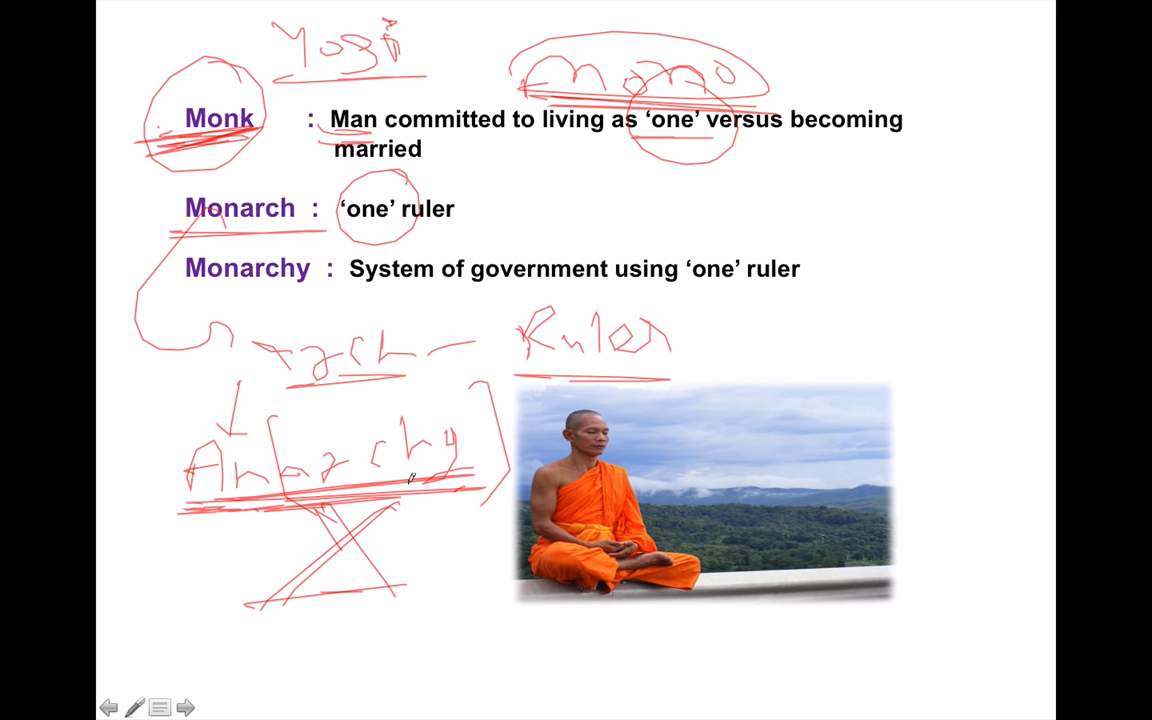 Yogi
mono
Monk : Man committed to living as ‘one’ versus becoming
married
Monarch : ‘one’ ruler
Monarchy : System of government using ‘one’ ruler
arch – Ruler
Anarchy